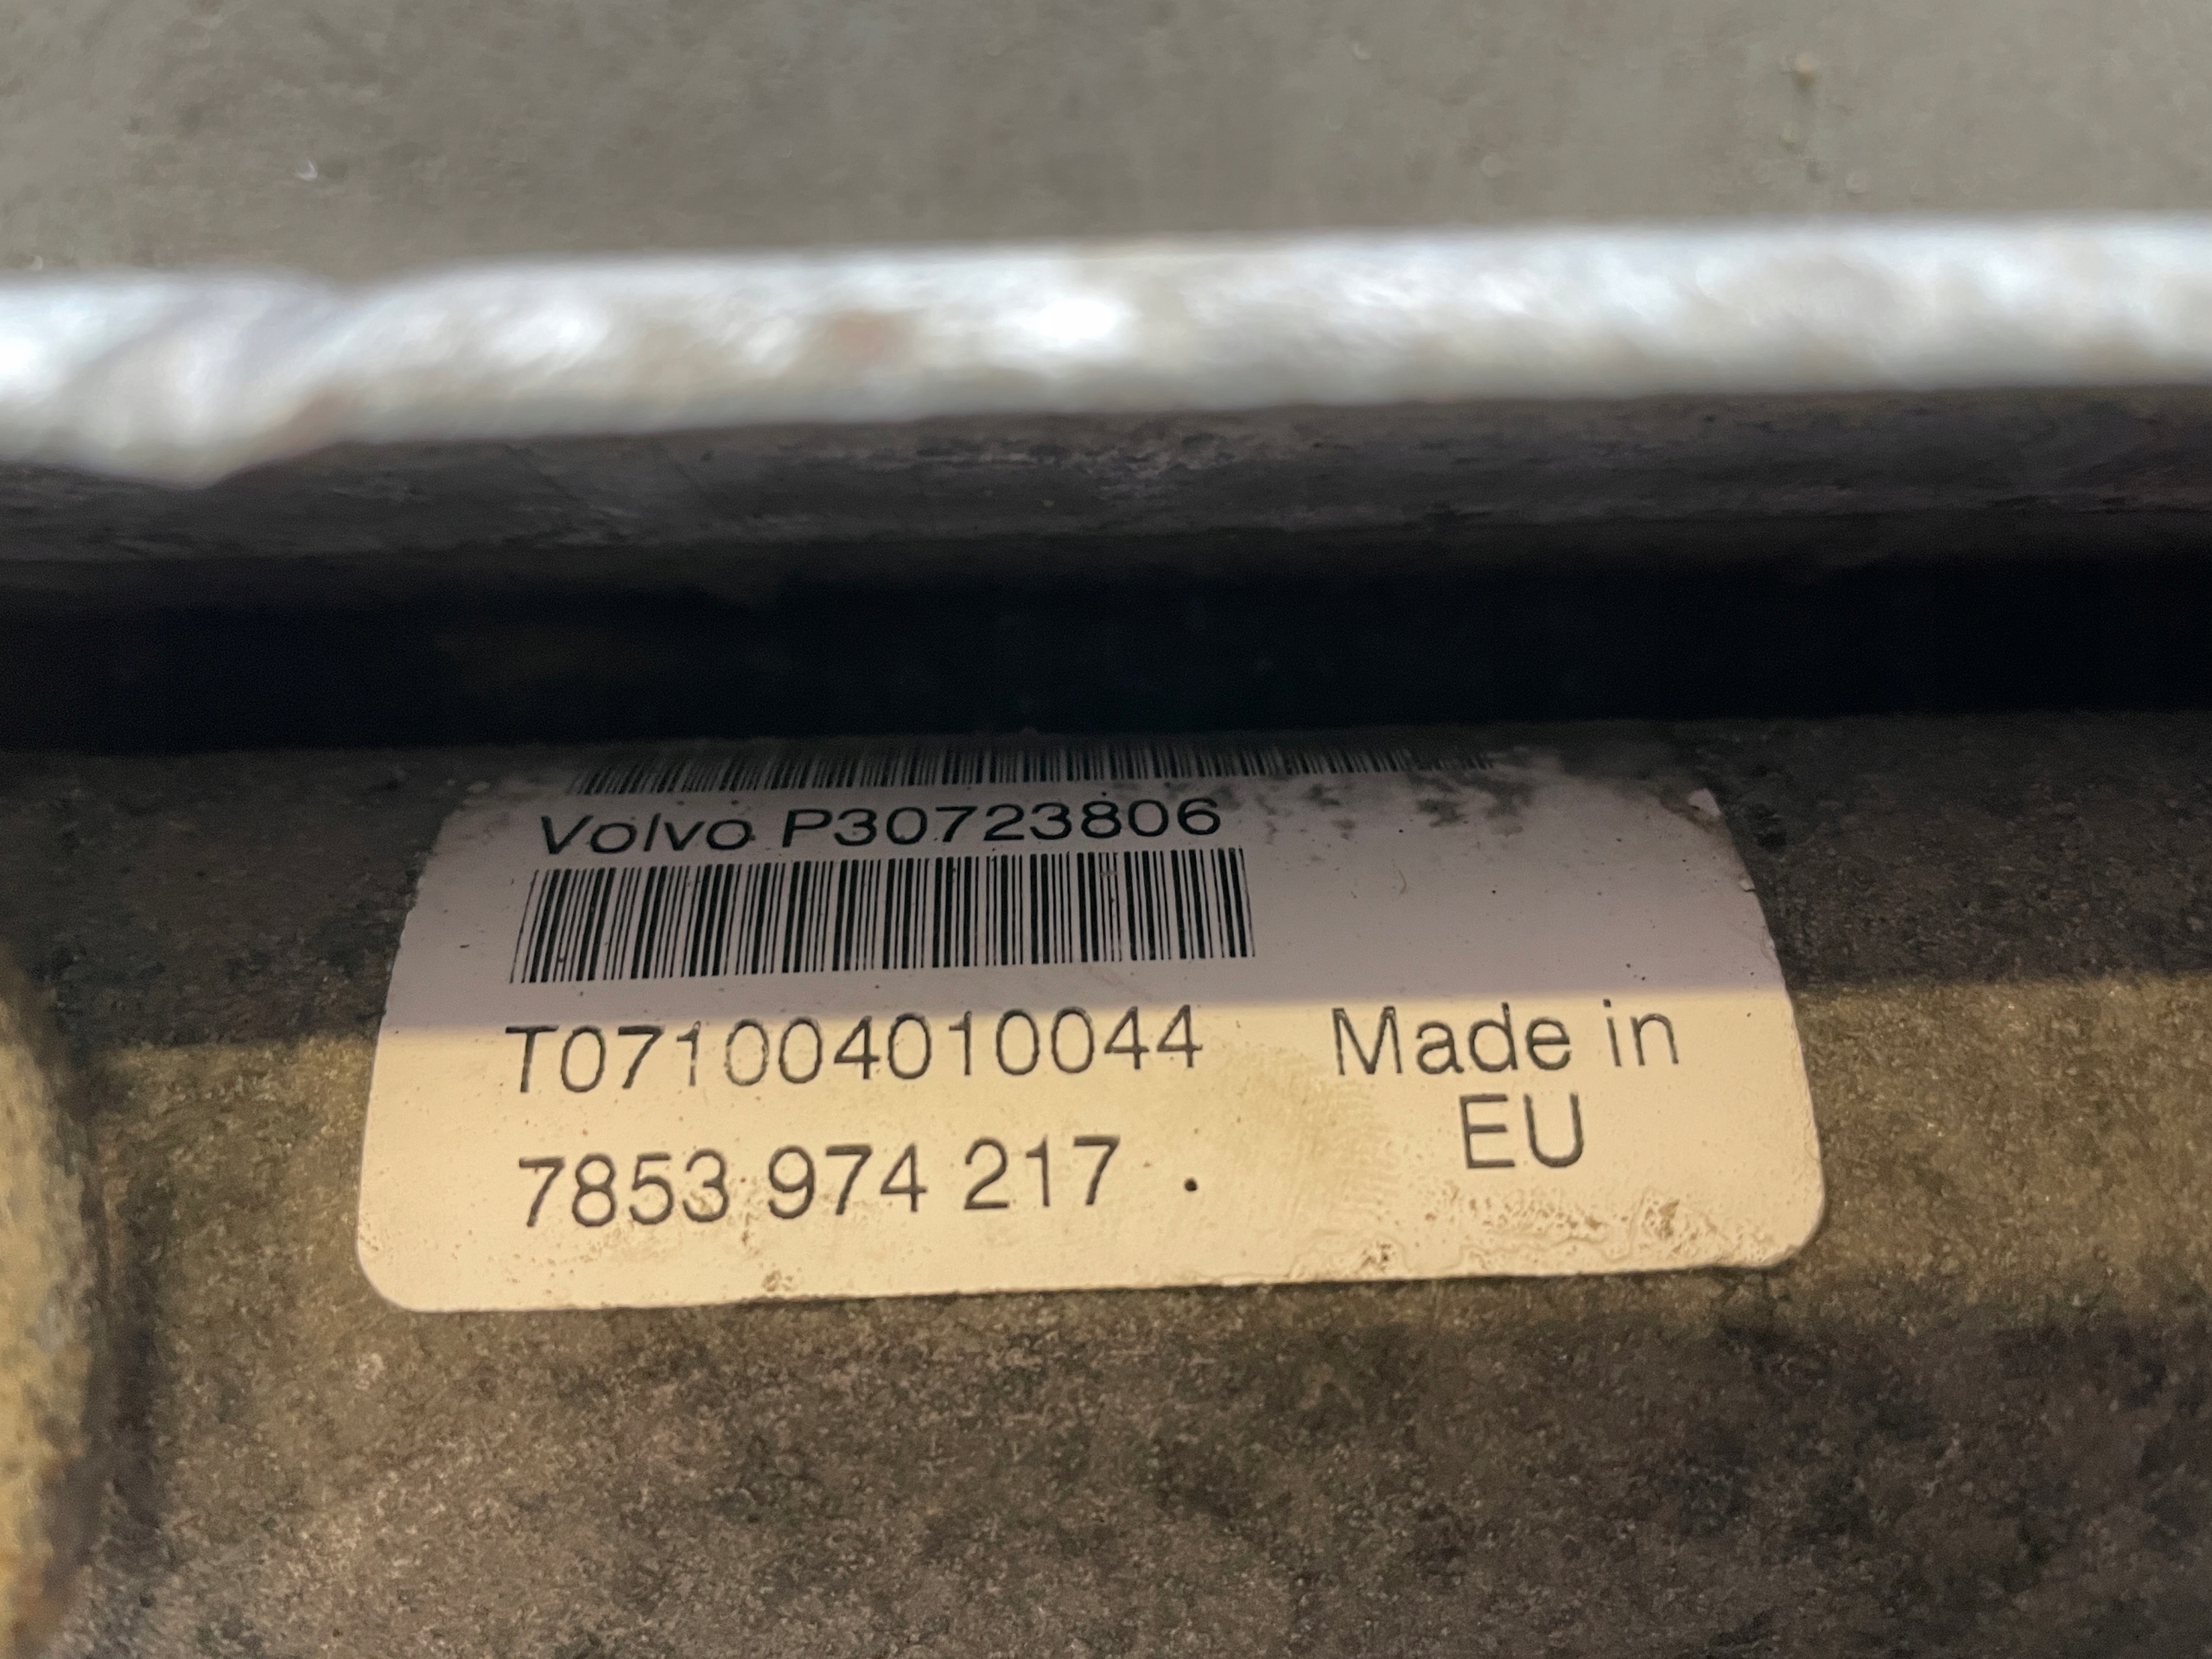 Volvo P30723806
T071004010044
7853 974 217 .
Made in
EU